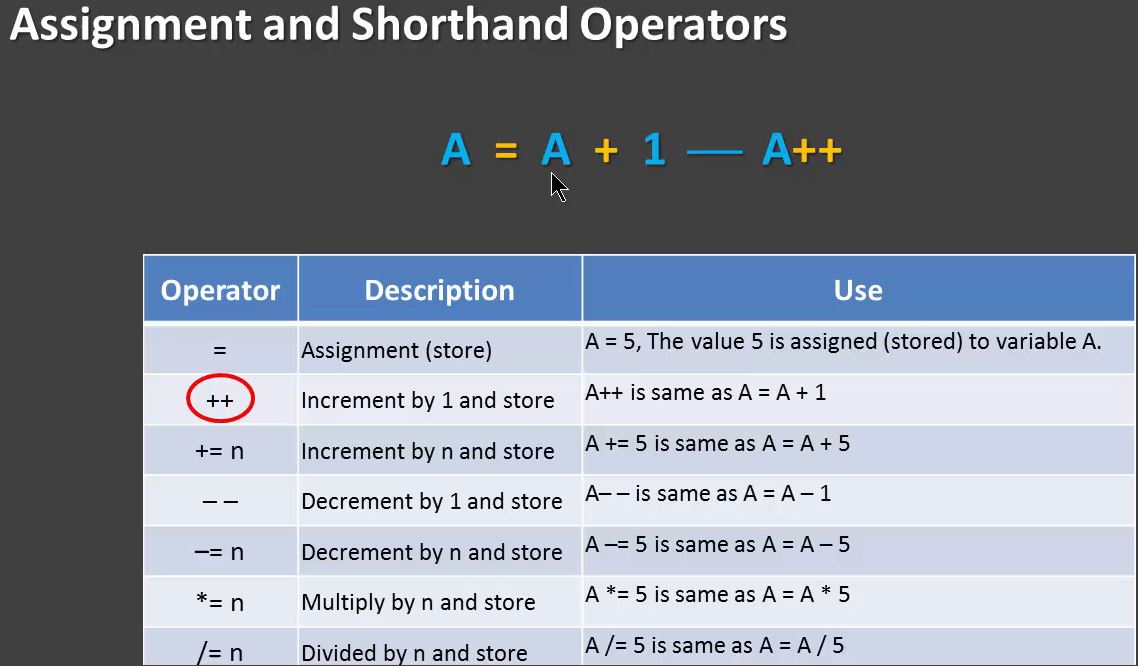 Assignment and Shorthand Operators
A = A + 1 — A++
Operator Description Use
= Assignment (store) A = 5, The value 5 is assigned (stored) to variable A.
++ Increment by 1 and store A++ is same as A = A + 1
+= n Increment by n and store A += 5 is same as A = A + 5
– – Decrement by 1 and store A– – is same as A = A – 1
–= n Decrement by n and store A –= 5 is same as A = A – 5
*= n Multiply by n and store A *= 5 is same as A = A * 5
/= n Divided by n and store A /= 5 is same as A = A / 5